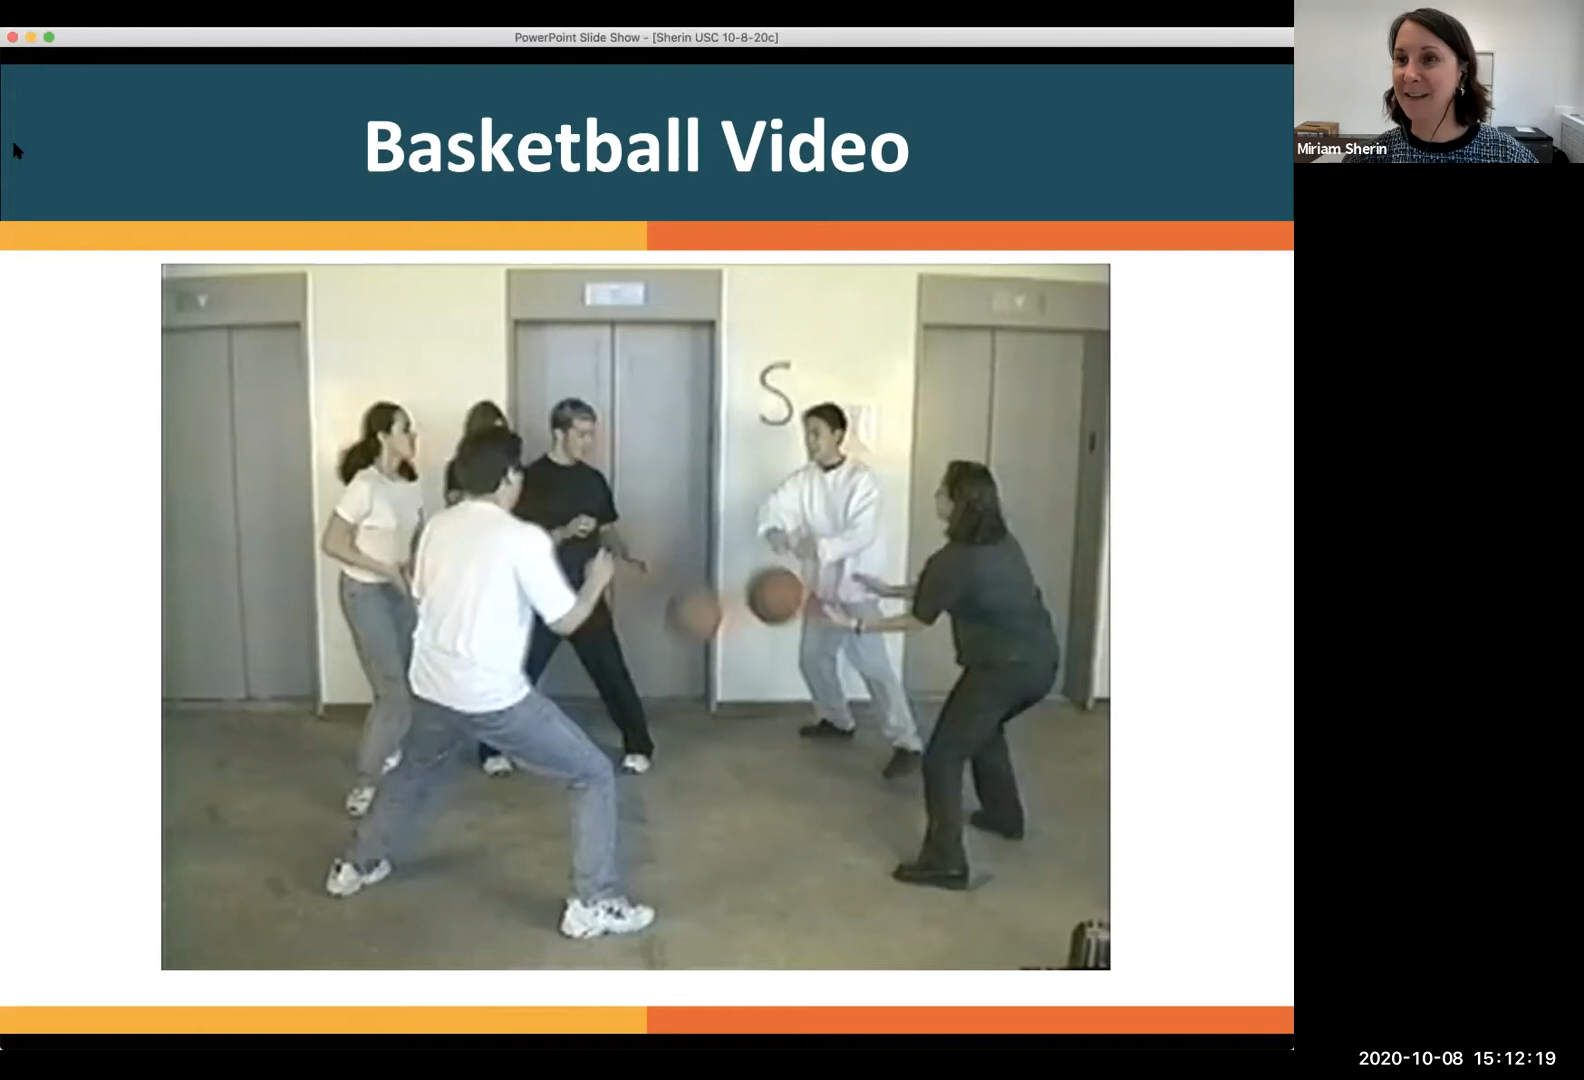 PowerPoint Slide Show - [Sherin USC 10-8-20c]
Basketball Video
S
Miriam Sherin
2020-10-08 15:12:19